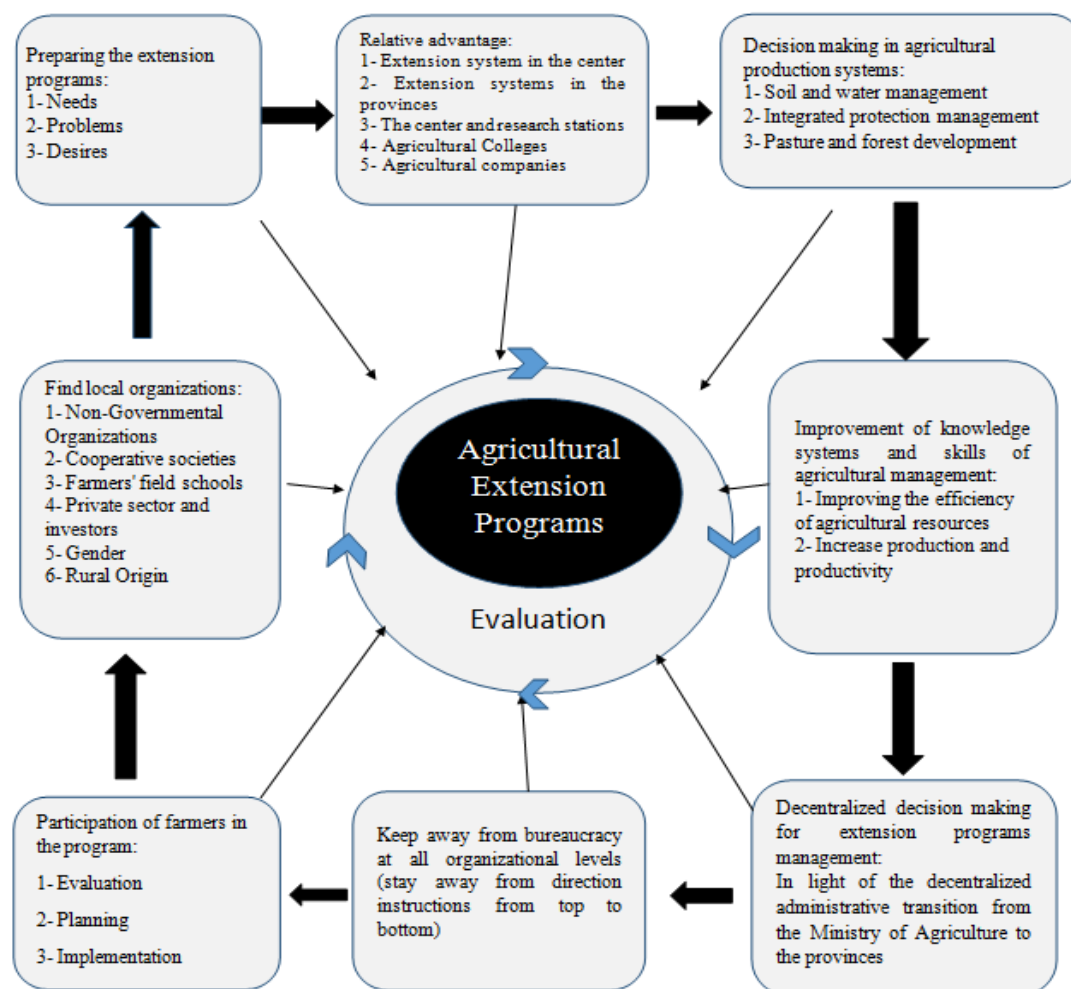 Preparing the extension
programs:
1- Needs
2- Problems
3- Desires
Relative advantage:
1- Extension system in the center
2- Extension systems in the
provinces
3- The center and research stations
4- Agricultural Colleges
5- Agricultural companies
Decision making in agricultural
production systems:
1- Soil and water management
2- Integrated protection management
3- Pasture and forest development
Find local organizations:
1- Non-Governmental
Organizations
2- Cooperative societies
3- Farmers' field schools
4- Private sector and
investors
5- Gender
6- Rural Origin
Agricultural
Extension
Programs
Evaluation
Improvement of knowledge
systems and skills of
agricultural management:
1- Improving the efficiency
of agricultural resources
2- Increase production and
productivity
Participation of farmers in
the program:
1- Evaluation
2- Planning
3- Implementation
Keep away from bureaucracy
at all organizational levels
(stay away from direction
instructions from top to
bottom)
Decentralized decision making
for extension programs
management:
In light of the decentralized
administrative transition from
the Ministry of Agriculture to
the provinces